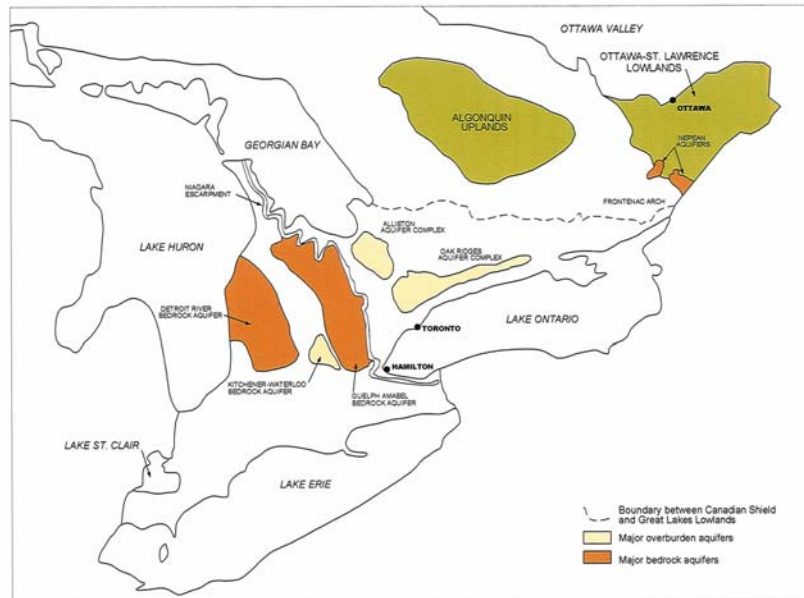 OTTAWA VALLEY
OTTAWA-ST. LAWRENCE
LOWLANDS
OTTAWA
ALGONQUIN
UPLANDS
NEPEAN
AQUIFERS
GEORGIAN BAY
NIAGARA
ESCARPMENT
FRONTENAC ARCH
ALLISTON
AQUIFER COMPLEX
LAKE HURON
OAK RIDGES
AQUIFER COMPLEX
DETROIT RIVER
BEDROCK AQUIFER
LAKE ONTARIO
TORONTO
HAMILTON
KITCHENER-WATERLOO
BEDROCK AQUIFER
GUELPH AMABEL
BEDROCK AQUIFER
LAKE ST. CLAIR
LAKE ERIE
Boundary between Canadian Shield
and Great Lakes Lowlands
Major overburden aquifers
Major bedrock aquifers